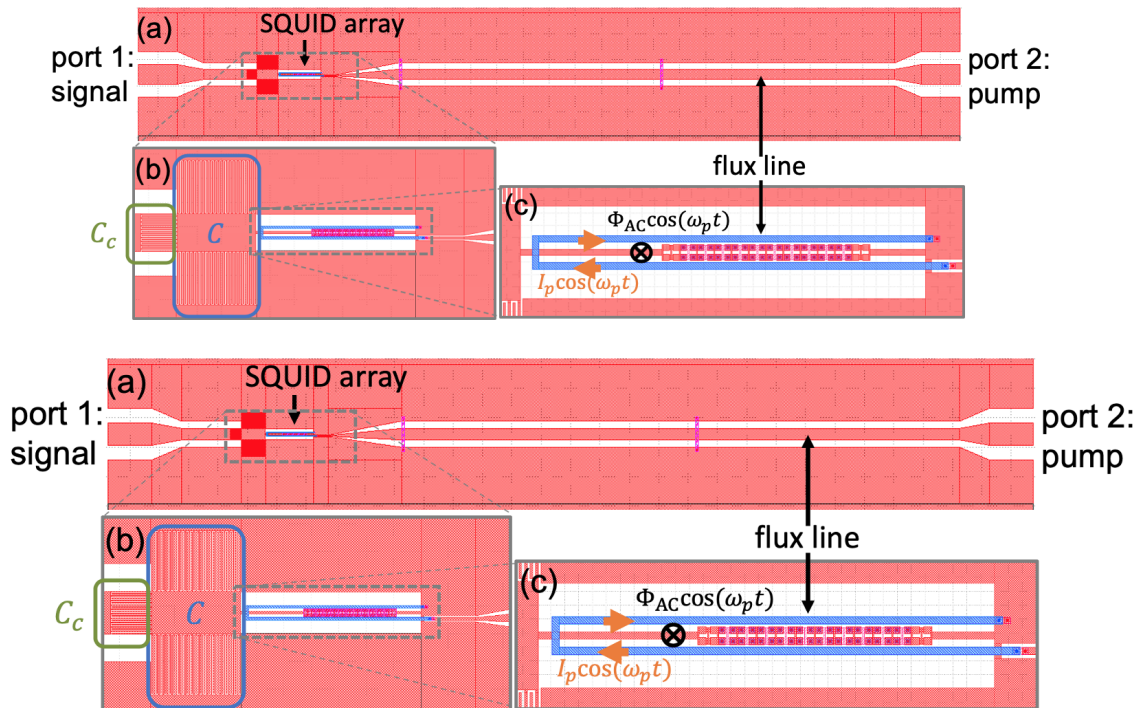 (a)
SQUID array
port 1:
signal
port 2:
pump
flux line
(b)
C_c
C
(c)
Φ_AC cos(ω_p t)
I_p cos(ω_p t)
(a)
SQUID array
port 1:
signal
port 2:
pump
flux line
(b)
C_c
C
(c)
Φ_AC cos(ω_p t)
I_p cos(ω_p t)